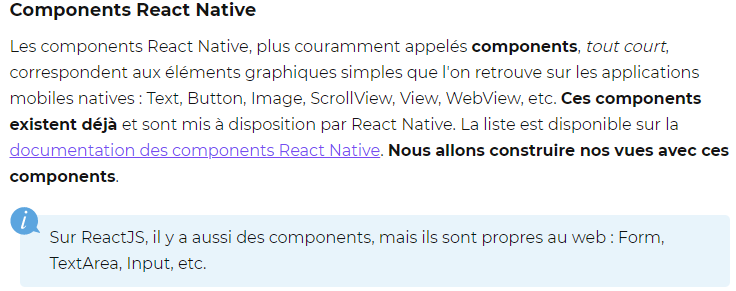 Components React Native
Les components React Native, plus couramment appelés components, tout court,
correspondent aux éléments graphiques simples que l'on retrouve sur les applications
mobiles natives : Text, Button, Image, ScrollView, View, WebView, etc. Ces components
existent déjà et sont mis à disposition par React Native. La liste est disponible sur la
documentation des components React Native. Nous allons construire nos vues avec ces
components.
i
Sur ReactJS, il y a aussi des components, mais ils sont propres au web : Form,
TextArea, Input, etc.